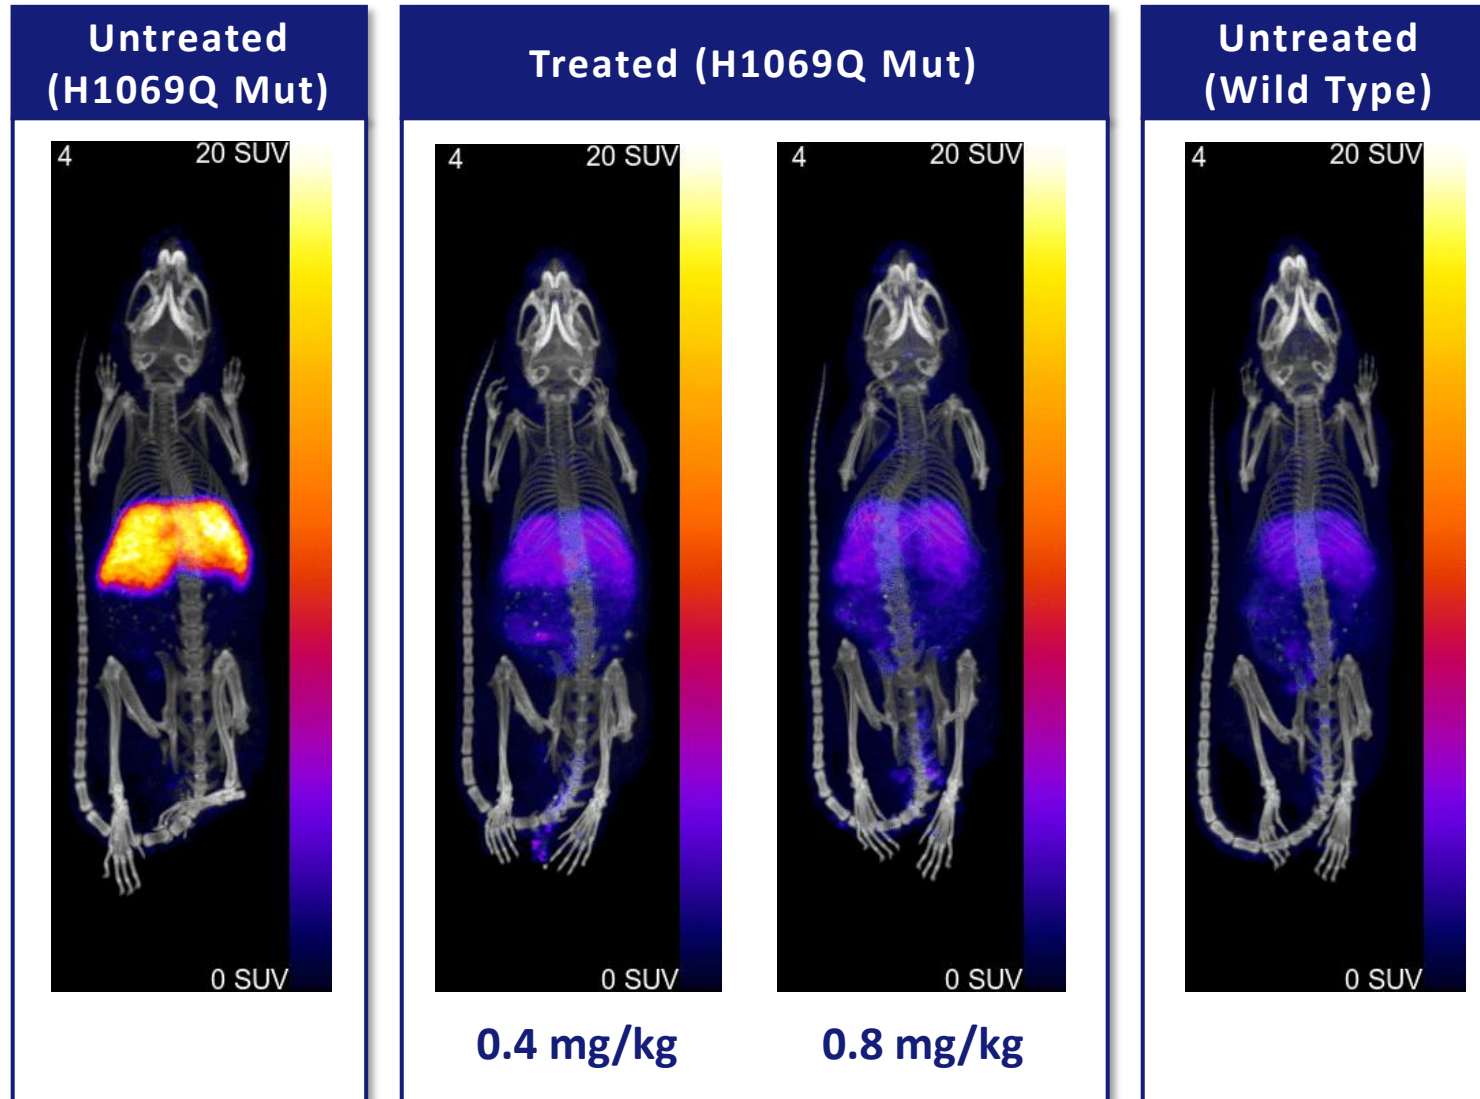 Untreated
(H1069Q Mut)
Treated (H1069Q Mut)
Untreated
(Wild Type)
4 20 SUV
4 20 SUV
4 20 SUV
4 20 SUV
0 SUV
0 SUV
0 SUV
0 SUV
0.4 mg/kg
0.8 mg/kg